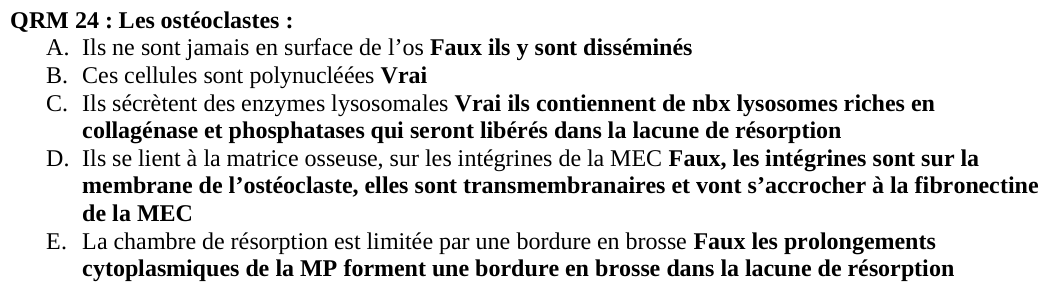 QRM 24 : Les ostéoclastes :
A. Ils ne sont jamais en surface de l’os Faux ils y sont disséminés
B. Ces cellules sont polynucléées Vrai
C. Ils sécrètent des enzymes lysosomales Vrai ils contiennent de nbx lysosomes riches en
collagénase et phosphatases qui seront libérés dans la lacune de résorption
D. Ils se lient à la matrice osseuse, sur les intégrines de la MEC Faux, les intégrines sont sur la
membrane de l’ostéoclaste, elles sont transmembranaires et vont s’accrocher à la fibronectine
de la MEC
E. La chambre de résorption est limitée par une bordure en brosse Faux les prolongements
cytoplasmiques de la MP forment une bordure en brosse dans la lacune de résorption